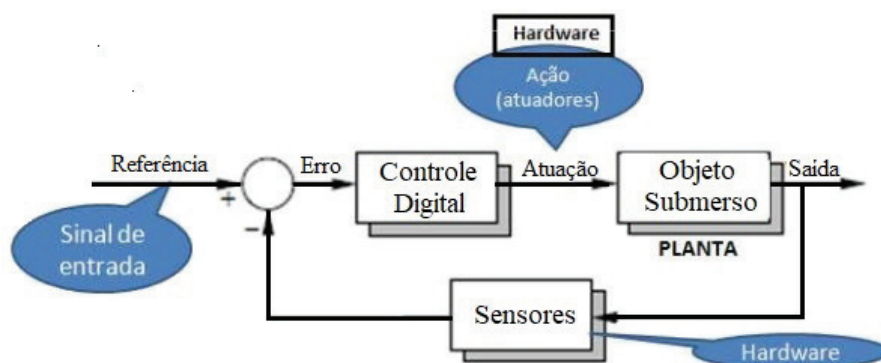 Hardware
Ação
(atuadores)
Referência
Erro
Controle
Digital
Atuação
Objeto
Submerso
Saída
+
−
Sinal de
entrada
PLANTA
Sensores
Hardware